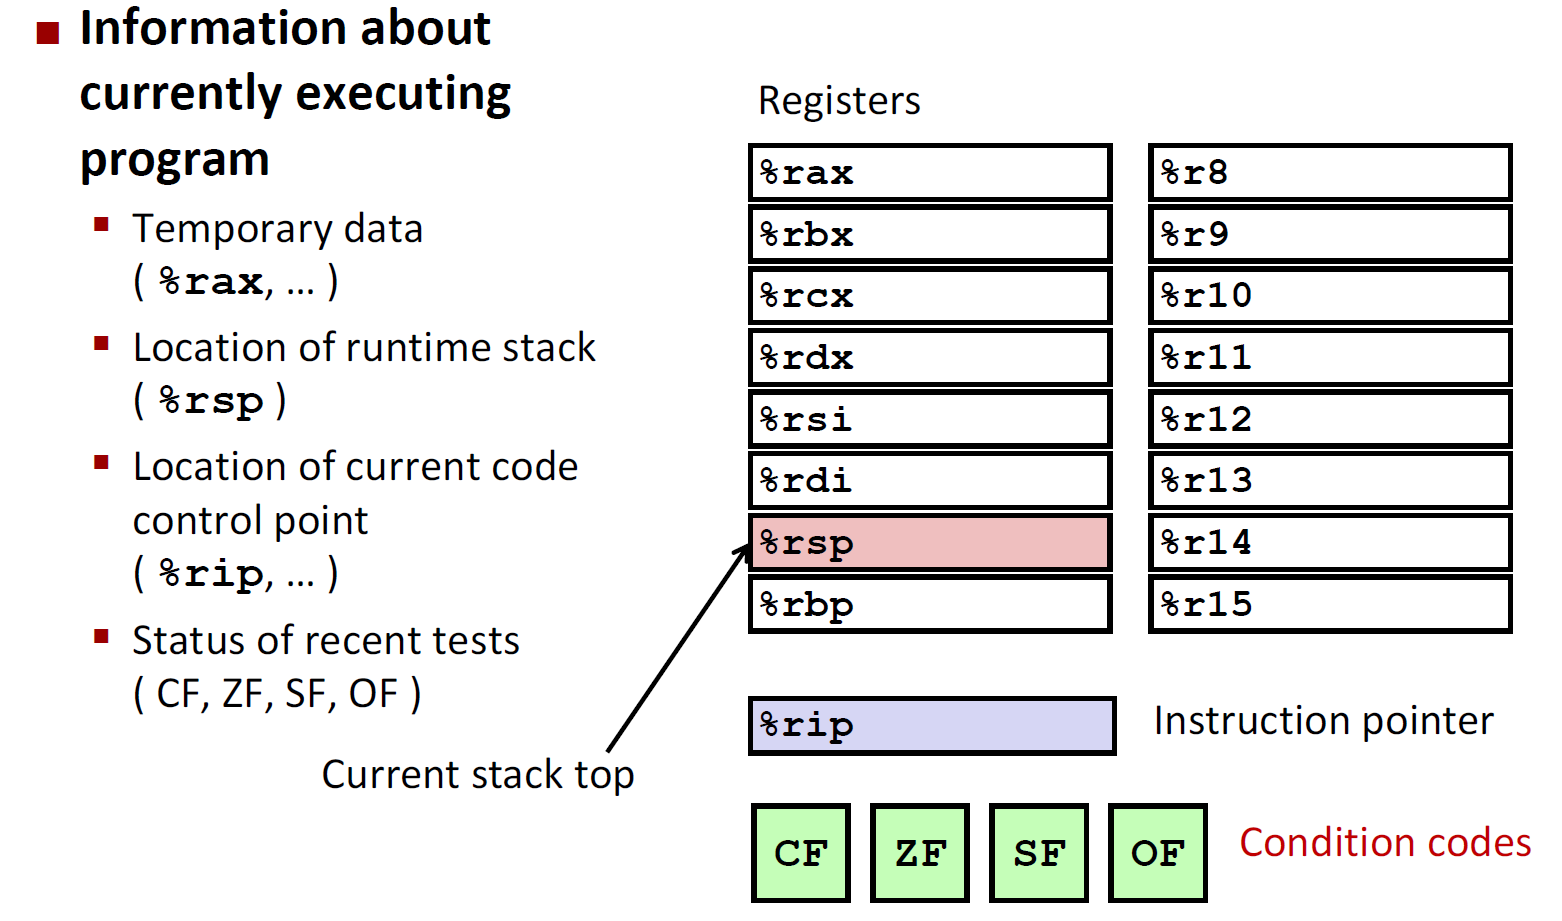 Information about
currently executing
program
Temporary data
( %rax, … )
Location of runtime stack
( %rsp )
Location of current code
control point
( %rip, … )
Status of recent tests
( CF, ZF, SF, OF )
Current stack top
Registers
%rax
%rbx
%rcx
%rdx
%rsi
%rdi
%rsp
%rbp
%r8
%r9
%r10
%r11
%r12
%r13
%r14
%r15
%rip
Instruction pointer
CF ZF SF OF
Condition codes